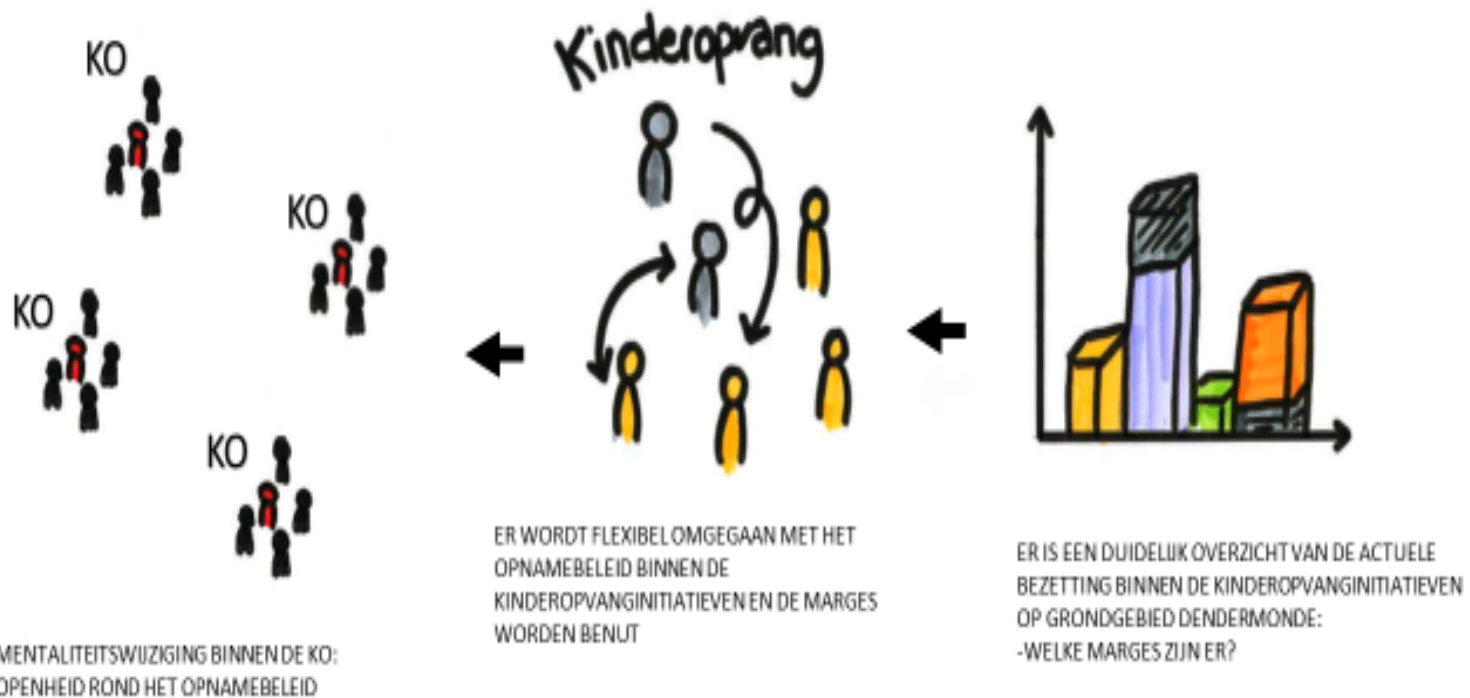 KO
KO
KO
KO
MENTALITEITSWIJZIGING BINNEN DE KO:
OPENHEID ROND HET OPNAMEBELEID
Kinderopvang
ER WORDT FLEXIBEL OMGEGAAN MET HET
OPNAMEBELEID BINNEN DE
KINDEROPVANGINITIATIEVEN EN DE MARGES
WORDEN BENUT
ER IS EEN DUIDELIJK OVERZICHT VAN DE ACTUELE
BEZETTING BINNEN DE KINDEROPVANGINITIATIEVEN
OP GRONDGEBIED DENDERMONDE:
-WELKE MARGES ZIJN ER?